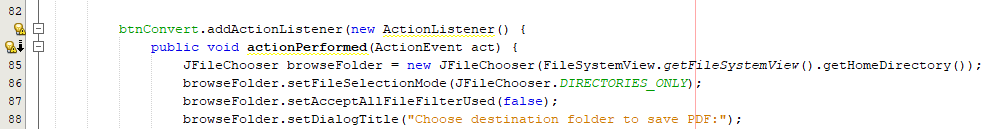 82
btnConvert.addActionListener(new ActionListener() {
public void actionPerformed(ActionEvent act) {
85 JFileChooser browseFolder = new JFileChooser(FileSystemView.getFileSystemView().getHomeDirectory());
86 browseFolder.setFileSelectionMode(JFileChooser.DIRECTORIES_ONLY);
87 browseFolder.setAcceptAllFileFilterUsed(false);
88 browseFolder.setDialogTitle("Choose destination folder to save PDF:");